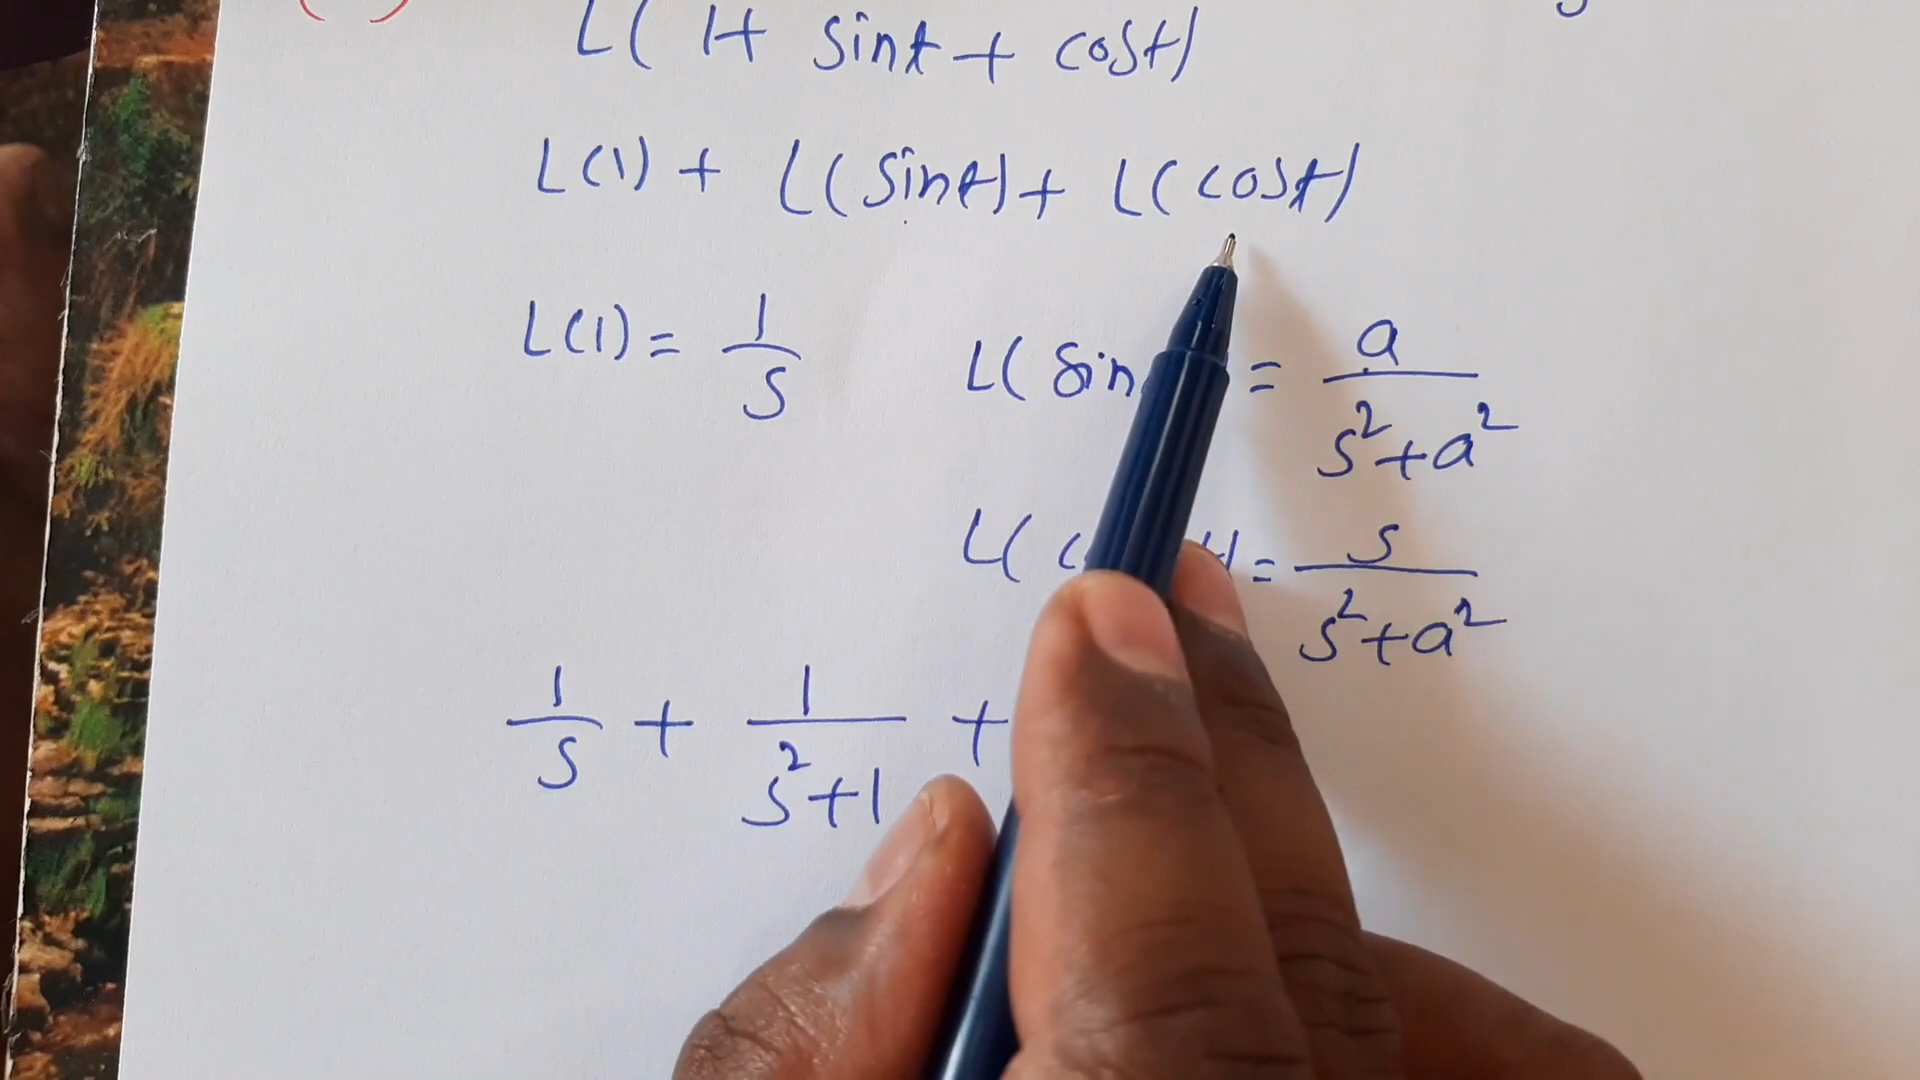 L( 1+ sint + cost)
L(1) + L(sint) + L(cost)
L(1) = 1/s L( sin = a/(s²+a²)
L( = s/(s²+a²)
1/s + 1/(s²+1) +